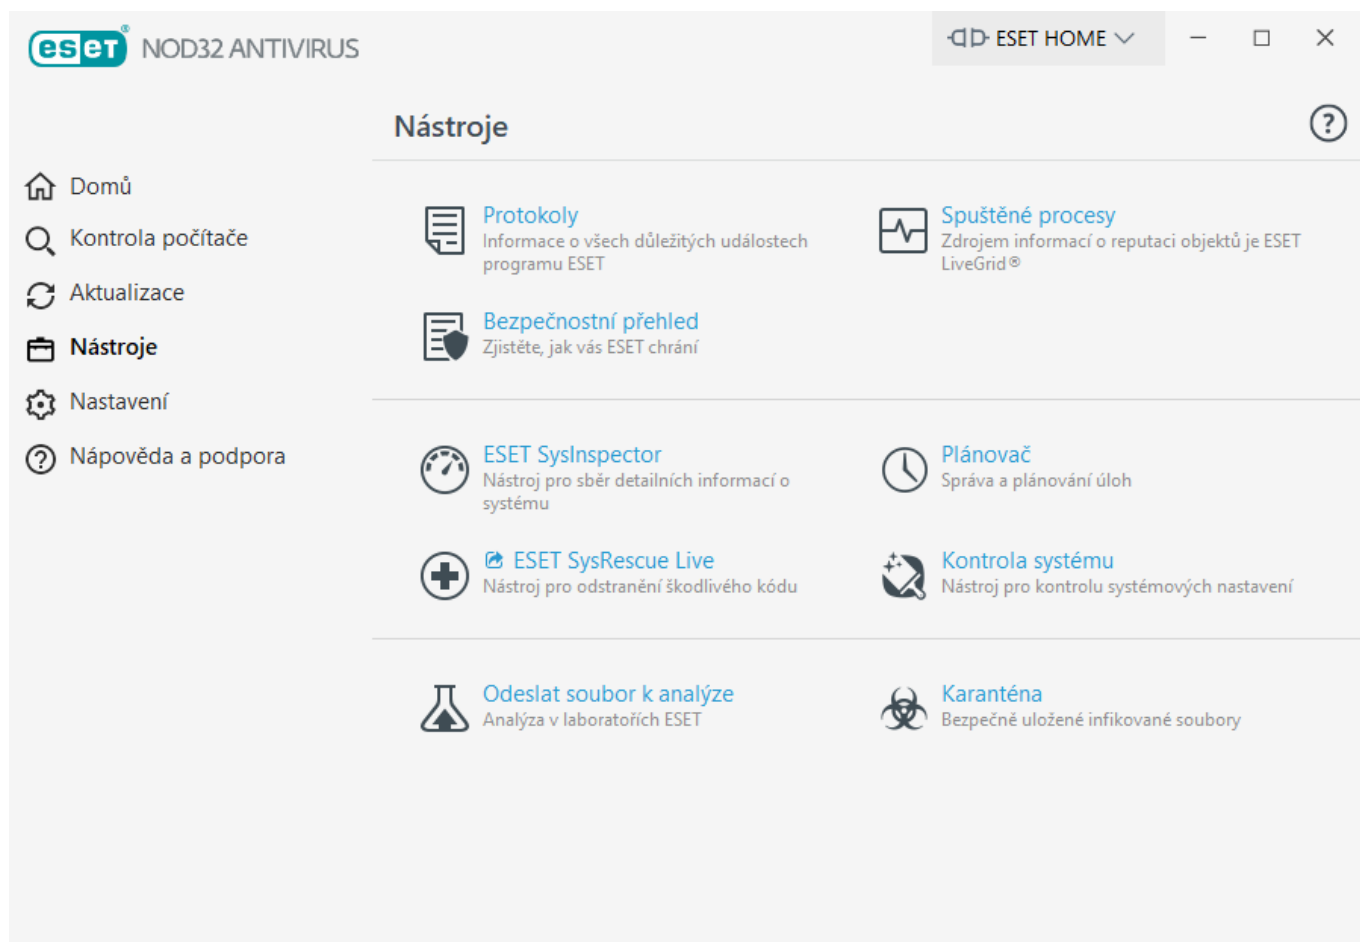 eset® NOD32 ANTIVIRUS
ESET HOME
Nástroje
Domů
Kontrola počítače
Aktualizace
Nástroje
Nastavení
Nápověda a podpora
Protokoly
Informace o všech důležitých událostech
programu ESET
Spuštěné procesy
Zdrojem informací o reputaci objektů je ESET
LiveGrid®
Bezpečnostní přehled
Zjistěte, jak vás ESET chrání
ESET SysInspector
Nástroj pro sběr detailních informací o
systému
Plánovač
Správa a plánování úloh
ESET SysRescue Live
Nástroj pro odstranění škodlivého kódu
Kontrola systému
Nástroj pro kontrolu systémových nastavení
Odeslat soubor k analýze
Analýza v laboratořích ESET
Karanténa
Bezpečně uložené infikované soubory